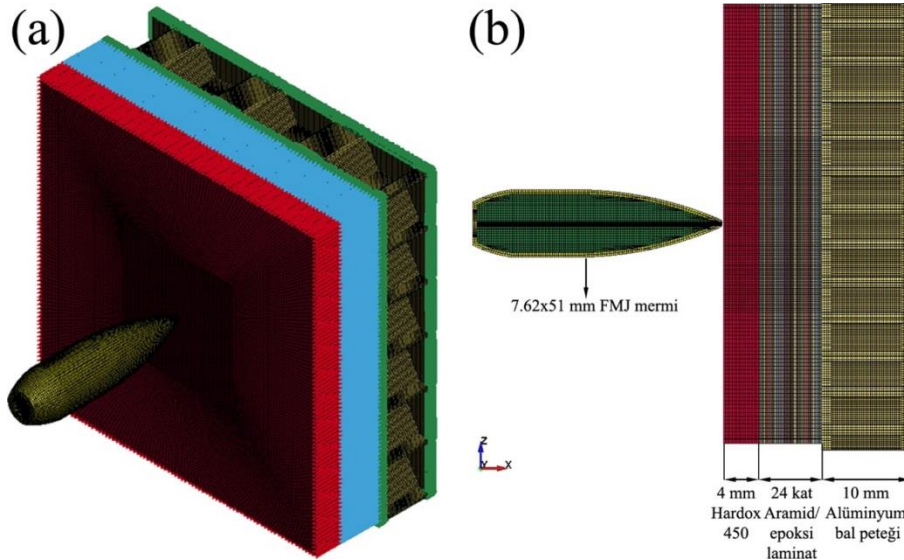 (a)
(b)
7.62x51 mm FMJ mermi
Z
Y
X
4 mm
Hardox
450
24 kat
Aramid/
epoksi
laminat
10 mm
Alüminyum
bal peteği